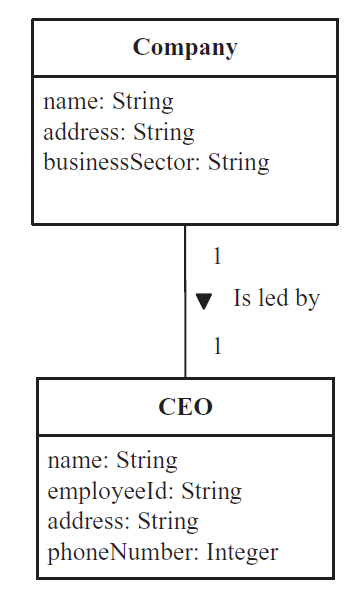 Company
name: String
address: String
businessSector: String
1
Is led by
1
CEO
name: String
employeeId: String
address: String
phoneNumber: Integer